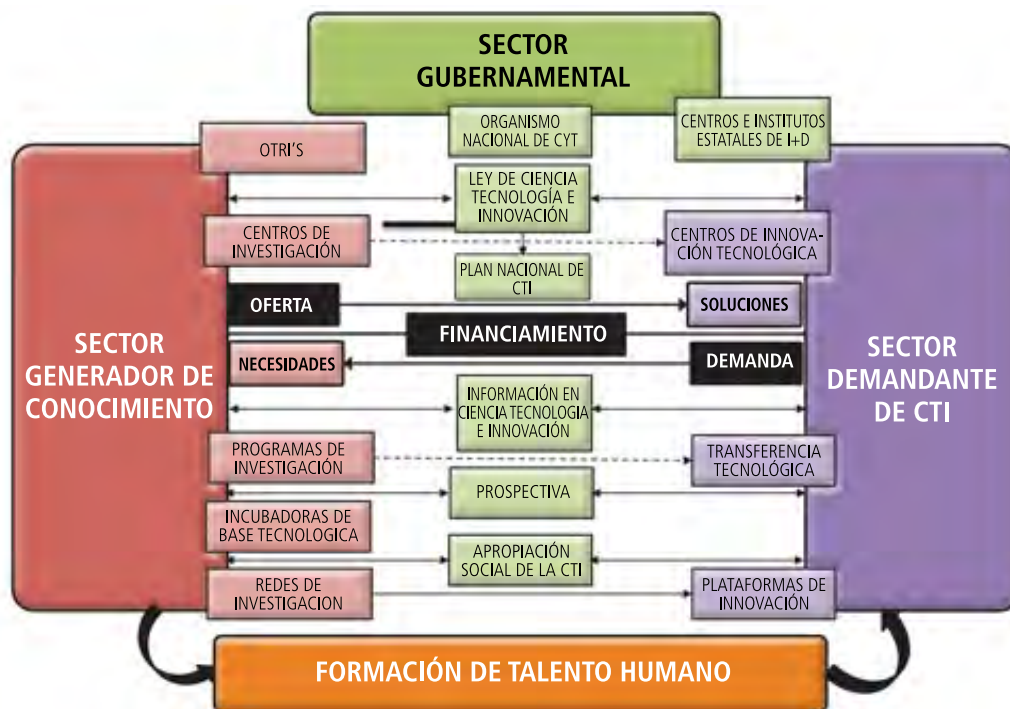 SECTOR
GUBERNAMENTAL
OTRI'S
ORGANISMO
NACIONAL DE CYT
CENTROS E INSTITUTOS
ESTATALES DE I+D
LEY DE CIENCIA
TECNOLOGÍA E
INNOVACIÓN
CENTROS DE
INVESTIGACIÓN
CENTROS DE INNOVA-
CIÓN TECNOLÓGICA
PLAN NACIONAL DE
CTI
OFERTA
SOLUCIONES
FINANCIAMIENTO
NECESIDADES
DEMANDA
SECTOR
GENERADOR DE
CONOCIMIENTO
SECTOR
DEMANDANTE
DE CTI
INFORMACIÓN EN
CIENCIA TECNOLOGIA
E INNOVACIÓN
PROGRAMAS DE
INVESTIGACIÓN
TRANSFERENCIA
TECNOLÓGICA
PROSPECTIVA
INCUBADORAS DE
BASE TECNOLOGICA
APROPIACIÓN
SOCIAL DE LA CTI
REDES DE
INVESTIGACION
PLATAFORMAS DE
INNOVACIÓN
FORMACIÓN DE TALENTO HUMANO